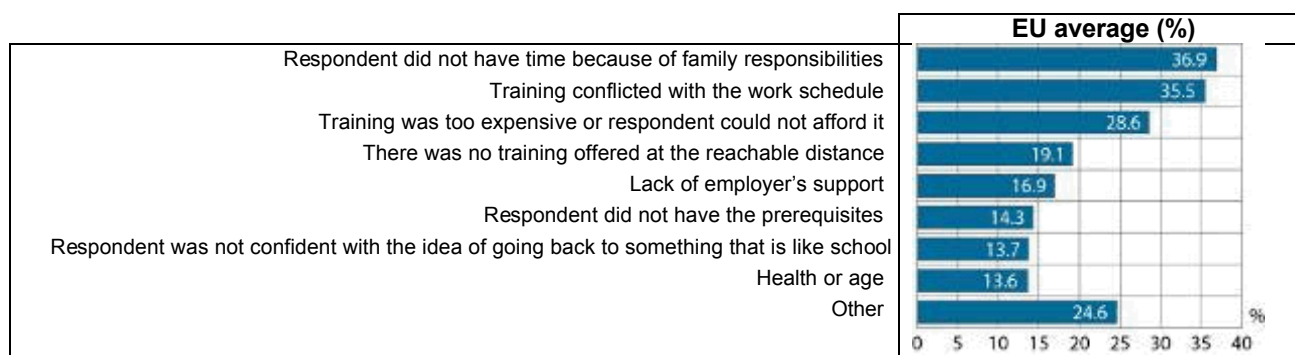 EU average (%)
Respondent did not have time because of family responsibilities 36.9
Training conflicted with the work schedule 35.5
Training was too expensive or respondent could not afford it 28.6
There was no training offered at the reachable distance 19.1
Lack of employer’s support 16.9
Respondent did not have the prerequisites 14.3
Respondent was not confident with the idea of going back to something that is like school 13.7
Health or age 13.6
Other 24.6
%
0 5 10 15 20 25 30 35 40